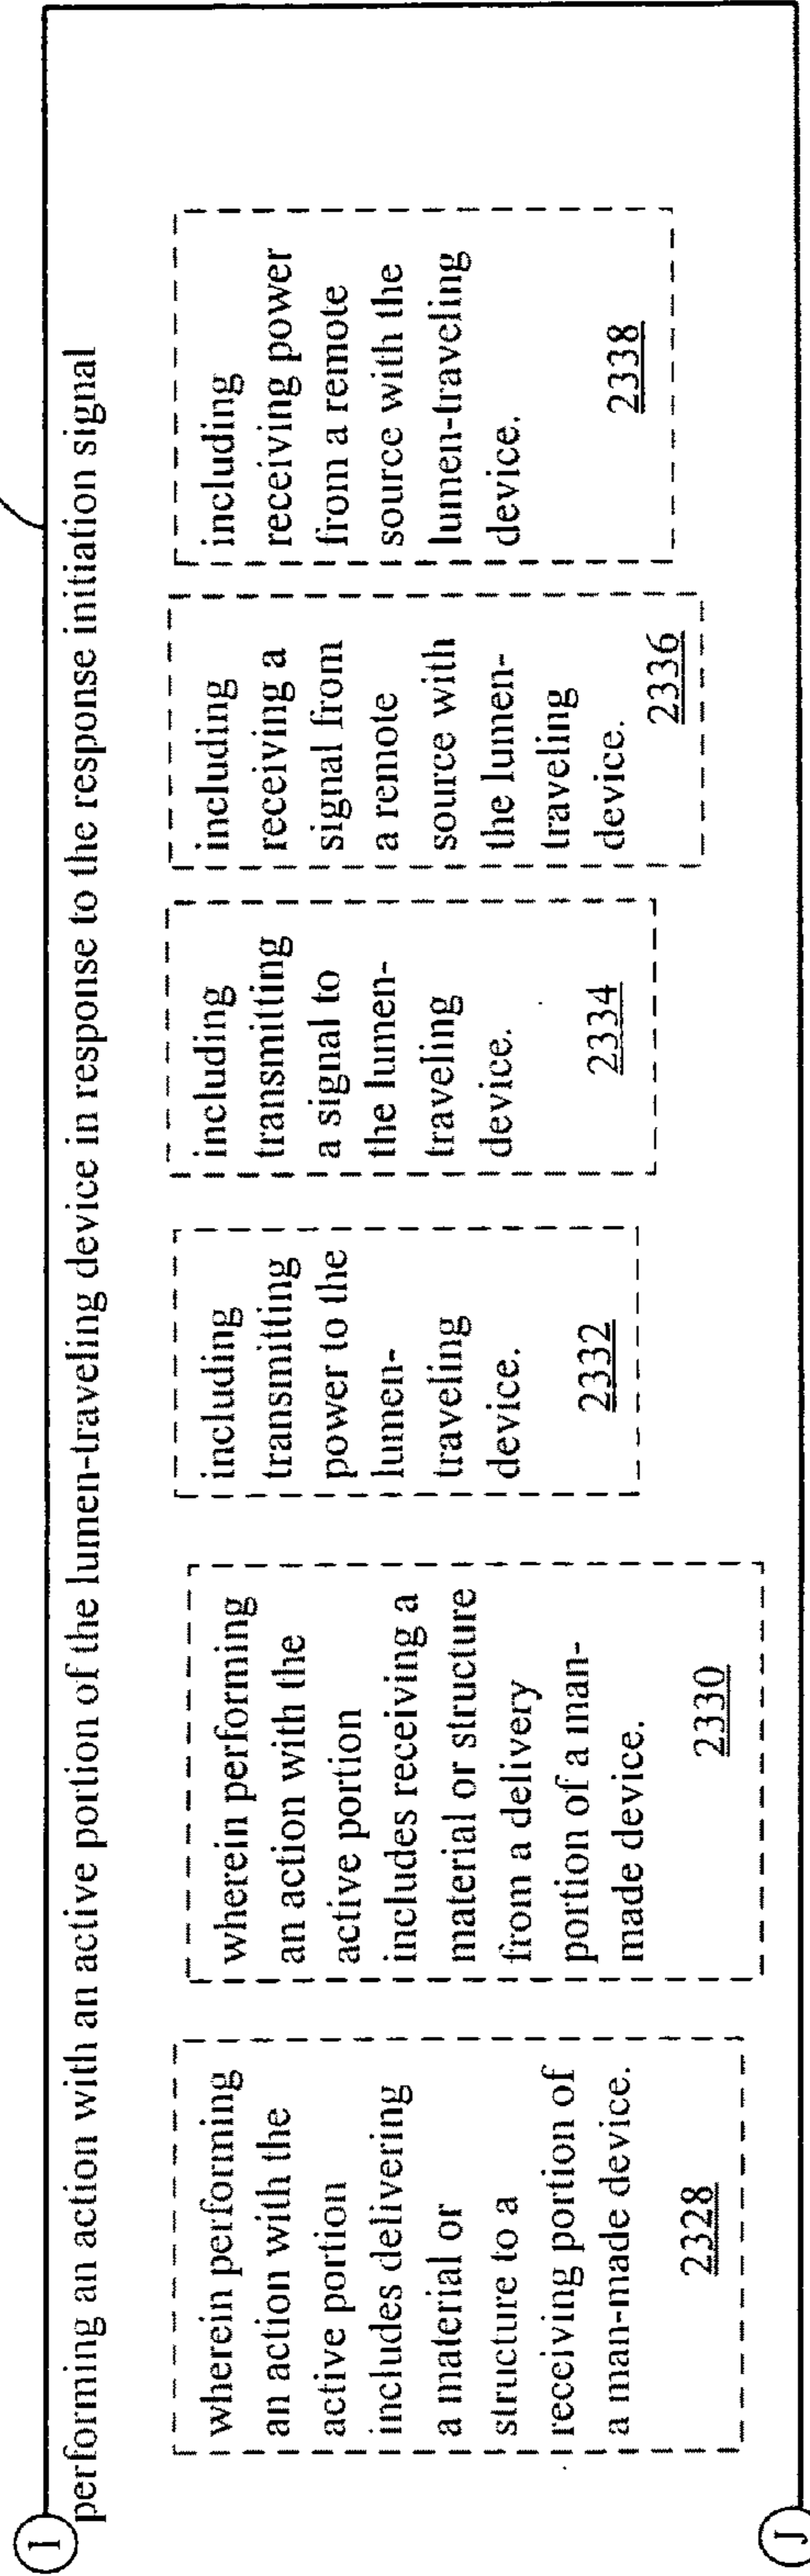 I
performing an action with an active portion of the lumen-traveling device in response to the response initiation signal
wherein performing
an action with the
active portion
includes delivering
a material or
structure to a
receiving portion of
a man-made device.
2328
wherein performing
an action with the
active portion
includes receiving a
material or structure
from a delivery
portion of a man-
made device.
2330
including
transmitting
power to the
lumen-
traveling
device.
2332
including
transmitting
a signal to
the lumen-
traveling
device.
2334
including
receiving a
signal from
a remote
source with
the lumen-
traveling
device.
2336
including
receiving power
from a remote
source with the
lumen-traveling
device.
2338
J